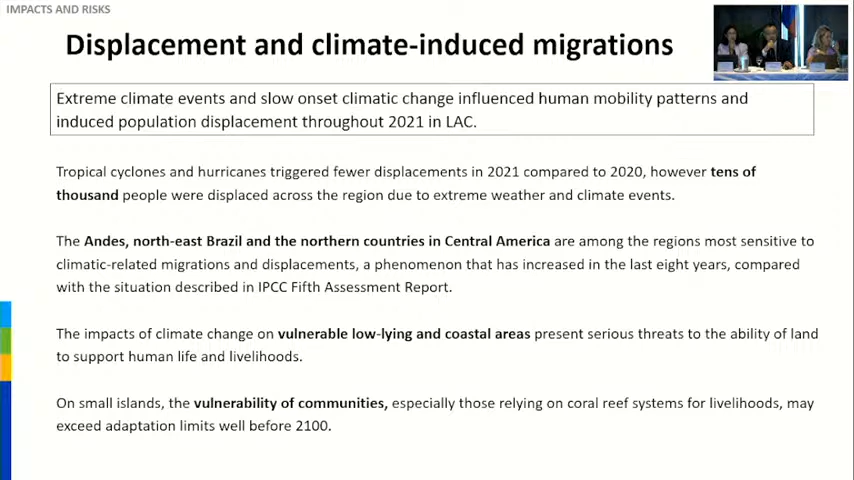 IMPACTS AND RISKS
Displacement and climate-induced migrations
Extreme climate events and slow onset climatic change influenced human mobility patterns and
induced population displacement throughout 2021 in LAC.
Tropical cyclones and hurricanes triggered fewer displacements in 2021 compared to 2020, however tens of
thousand people were displaced across the region due to extreme weather and climate events.
The Andes, north-east Brazil and the northern countries in Central America are among the regions most sensitive to
climatic-related migrations and displacements, a phenomenon that has increased in the last eight years, compared
with the situation described in IPCC Fifth Assessment Report.
The impacts of climate change on vulnerable low-lying and coastal areas present serious threats to the ability of land
to support human life and livelihoods.
On small islands, the vulnerability of communities, especially those relying on coral reef systems for livelihoods, may
exceed adaptation limits well before 2100.